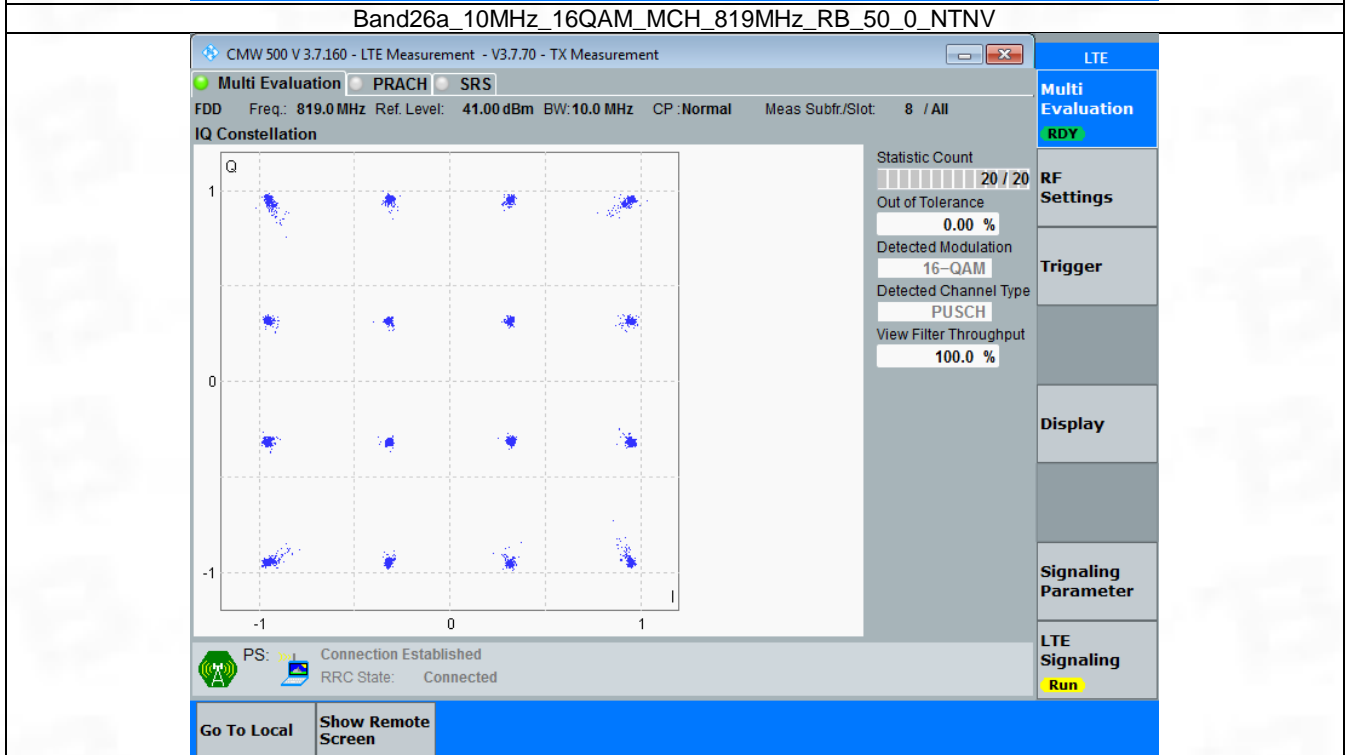 Band26a_10MHz_16QAM_MCH_819MHz_RB_50_0_NTNV
CMW 500 V 3.7.160 - LTE Measurement - V3.7.70 - TX Measurement
LTE
Multi Evaluation PRACH SRS
Multi
Evaluation
RDY
FDD Freq.: 819.0 MHz Ref. Level: 41.00 dBm BW: 10.0 MHz CP : Normal Meas Subfr./Slot: 8 / All
IQ Constellation
Q
1
0
-1
I
-1 0 1
Statistic Count
20 / 20
Out of Tolerance
0.00 %
Detected Modulation
16-QAM
Detected Channel Type
PUSCH
View Filter Throughput
100.0 %
RF
Settings
Trigger
Display
Signaling
Parameter
LTE
Signaling
Run
PS: Connection Established
RRC State: Connected
Go To Local
Show Remote
Screen